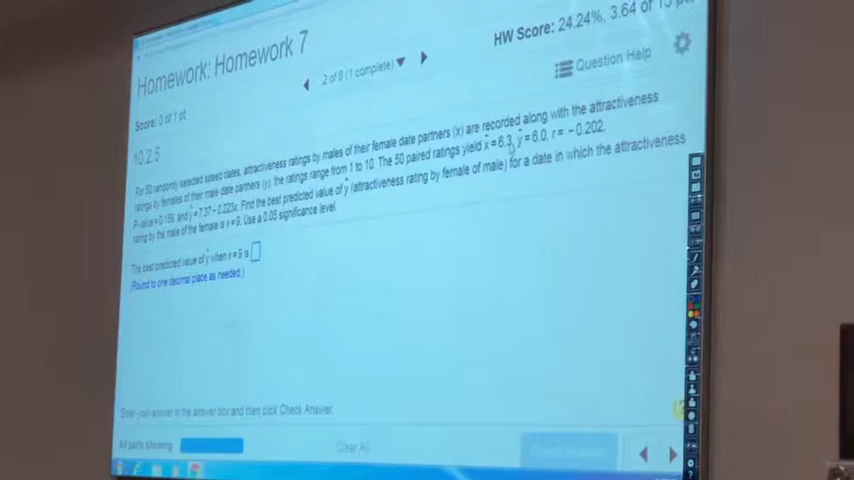 Homework: Homework 7
HW Score: 24.24%, 3.64 of 15 pts
2 of 6 (1 complete)
Score: 0 of 1 pt
Question Help
10.2.5
For 50 randomly selected speed dates, attractiveness ratings by males of their female date partners (x) are recorded along with the attractiveness
ratings by females of their male date partners (y); the ratings range from 1 to 10. The 50 paired ratings yield x̄ = 6.3, ȳ = 6.0, r = −0.202,
P-value = 0.159, and ŷ = 7.37 − 0.223x. Find the best predicted value of ŷ (attractiveness rating by female of male) for a date in which the attractiveness
rating by the male of the female is x = 9. Use a 0.05 significance level.
The best predicted value of ŷ when x = 9 is
(Round to one decimal place as needed.)
Enter your answer in the answer box and then click Check Answer.
All parts showing
Clear All